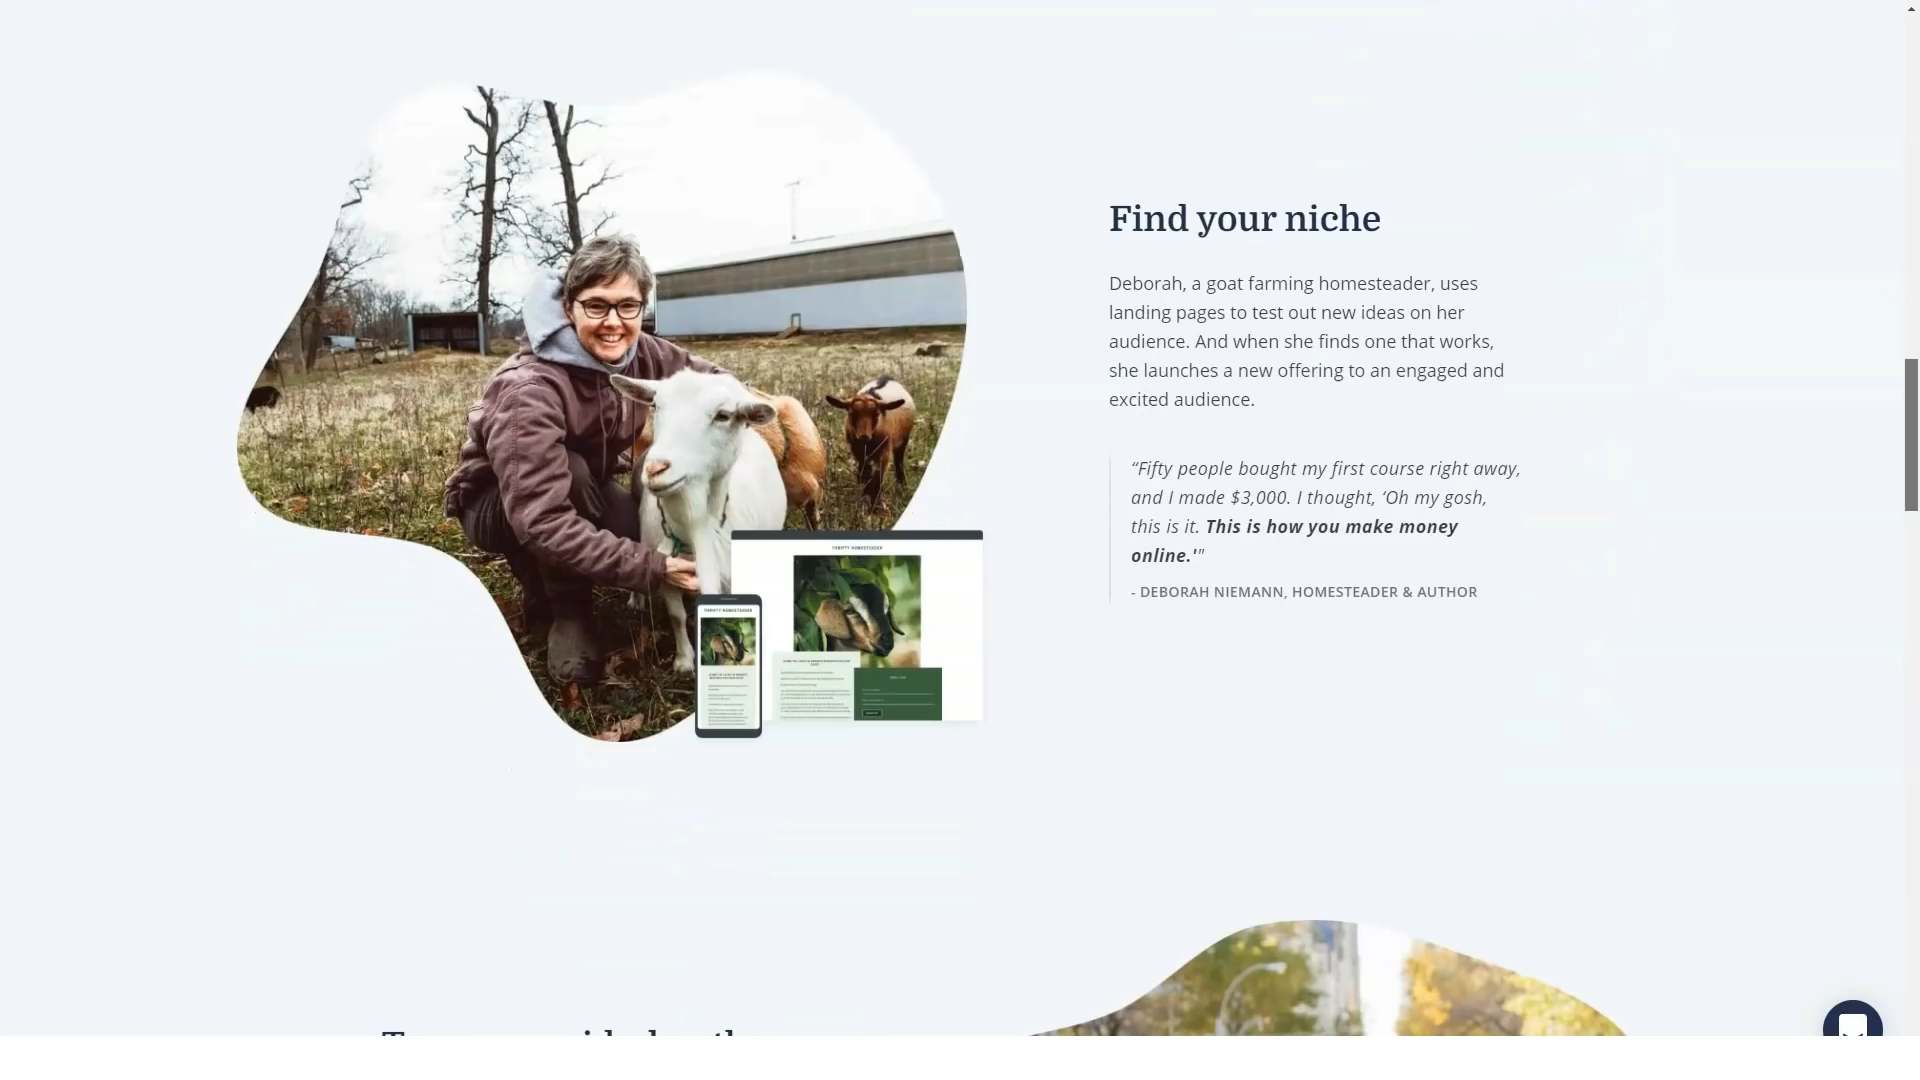 Find your niche
Deborah, a goat farming homesteader, uses
landing pages to test out new ideas on her
audience. And when she finds one that works,
she launches a new offering to an engaged and
excited audience.
“Fifty people bought my first course right away,
and I made $3,000. I thought, ‘Oh my gosh,
this is it. This is how you make money
online.'"
- DEBORAH NIEMANN, HOMESTEADER & AUTHOR
THRIFTY HOMESTEADER
THRIFTY HOMESTEADER